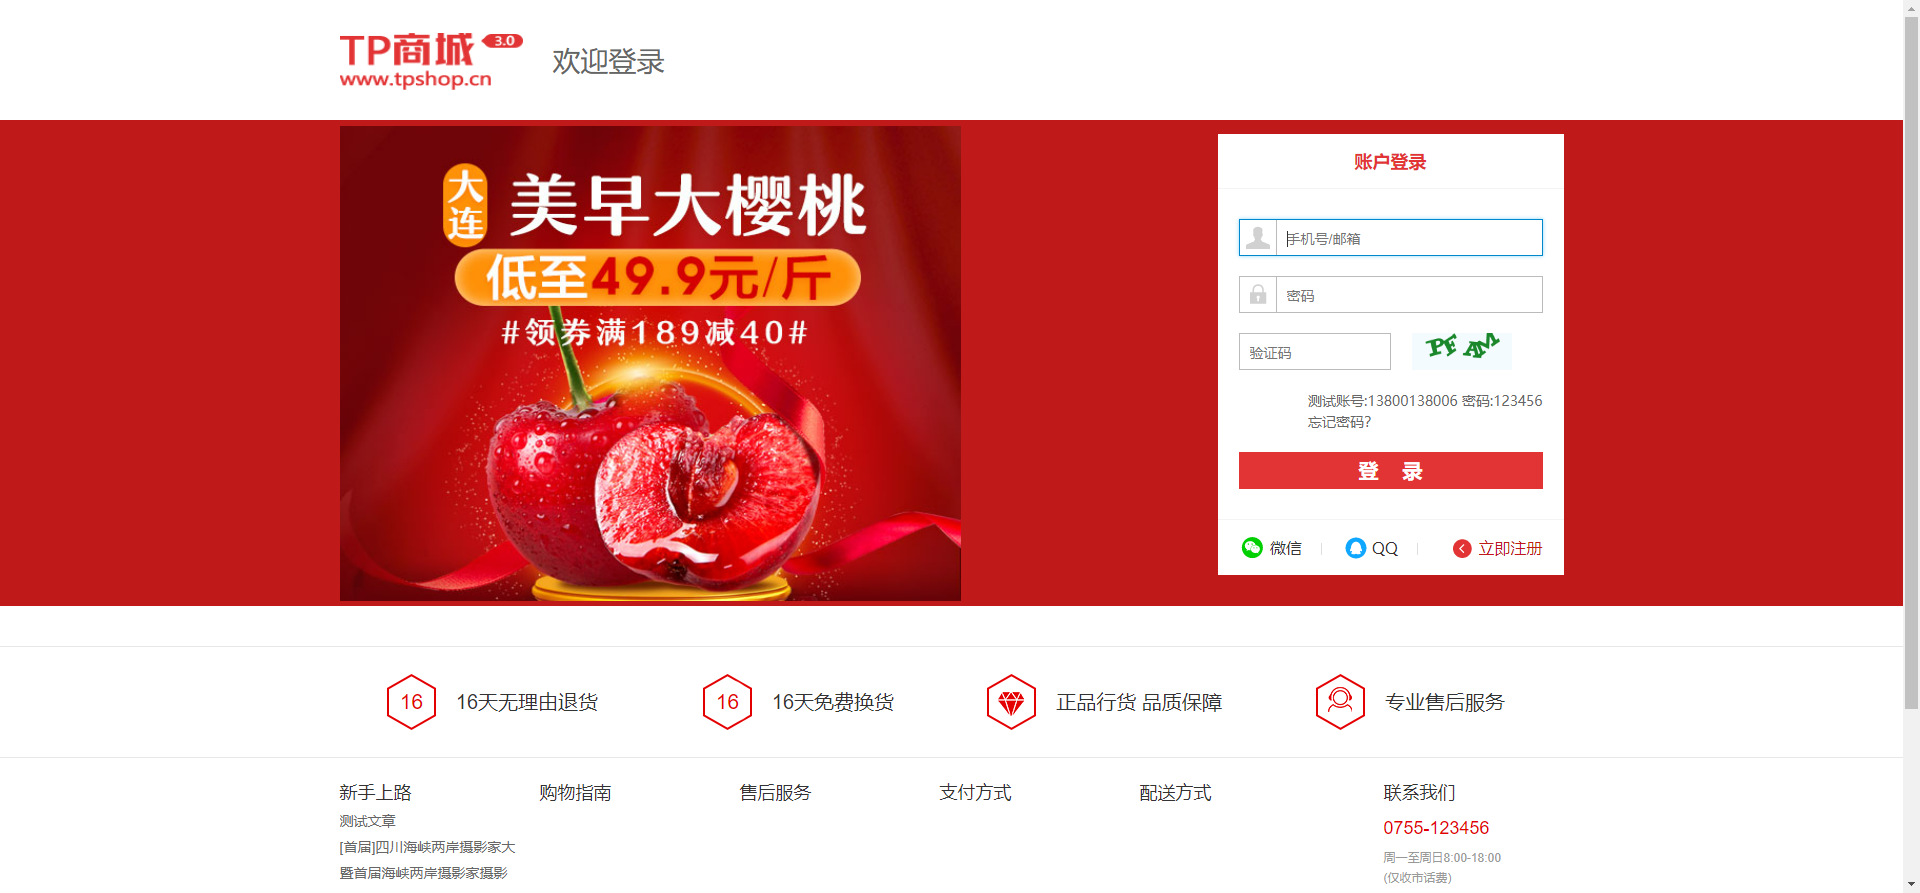 TP商城 3.0
www.tpshop.cn
欢迎登录
大连
美早大樱桃
低至49.9元/斤
#领券满189减40#
账户登录
手机号/邮箱
密码
验证码
PFAM
测试账号:13800138006 密码:123456
忘记密码?
登 录
微信
QQ
立即注册
16
16天无理由退货
16
16天免费换货
正品行货 品质保障
专业售后服务
新手上路
测试文章
[首届]四川海峡两岸摄影家大
暨首届海峡两岸摄影家摄影
购物指南
售后服务
支付方式
配送方式
联系我们
0755-123456
周一至周日8:00-18:00
(仅收市话费)